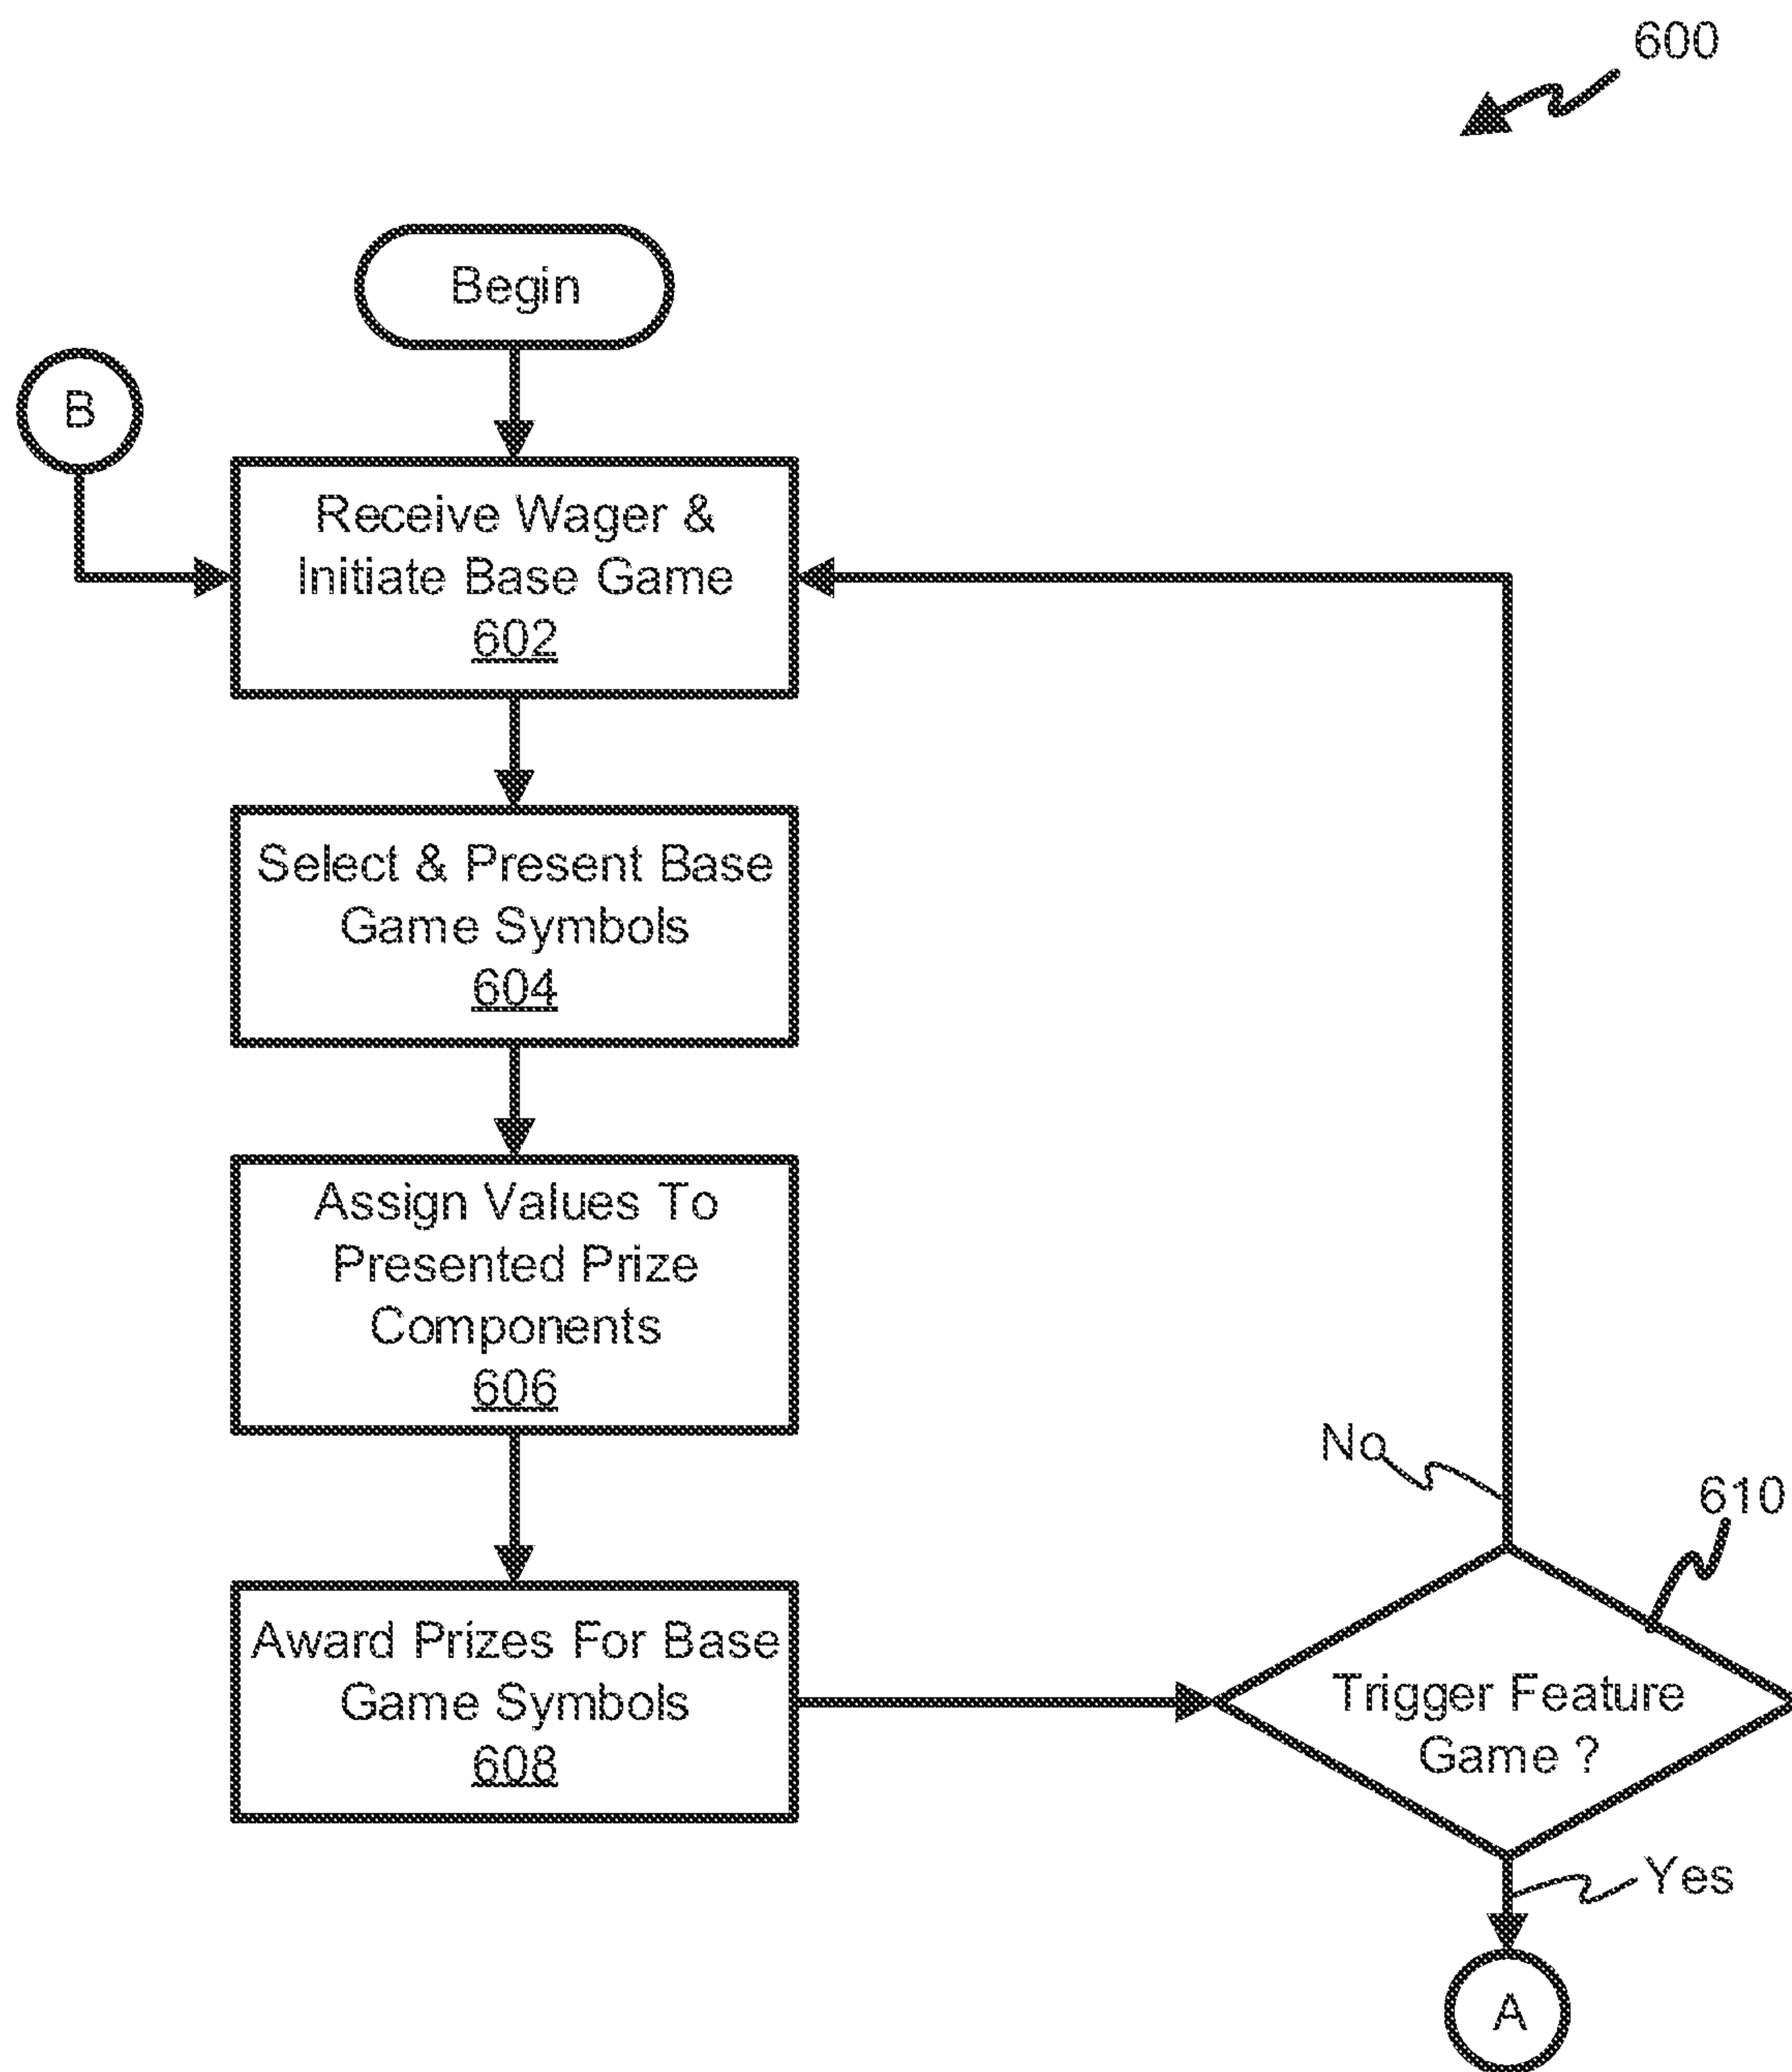 600
Begin
B
Receive Wager &
Initiate Base Game
602
Select & Present Base
Game Symbols
604
Assign Values To
Presented Prize
Components
606
No
610
Award Prizes For Base
Game Symbols
608
Trigger Feature
Game ?
Yes
A